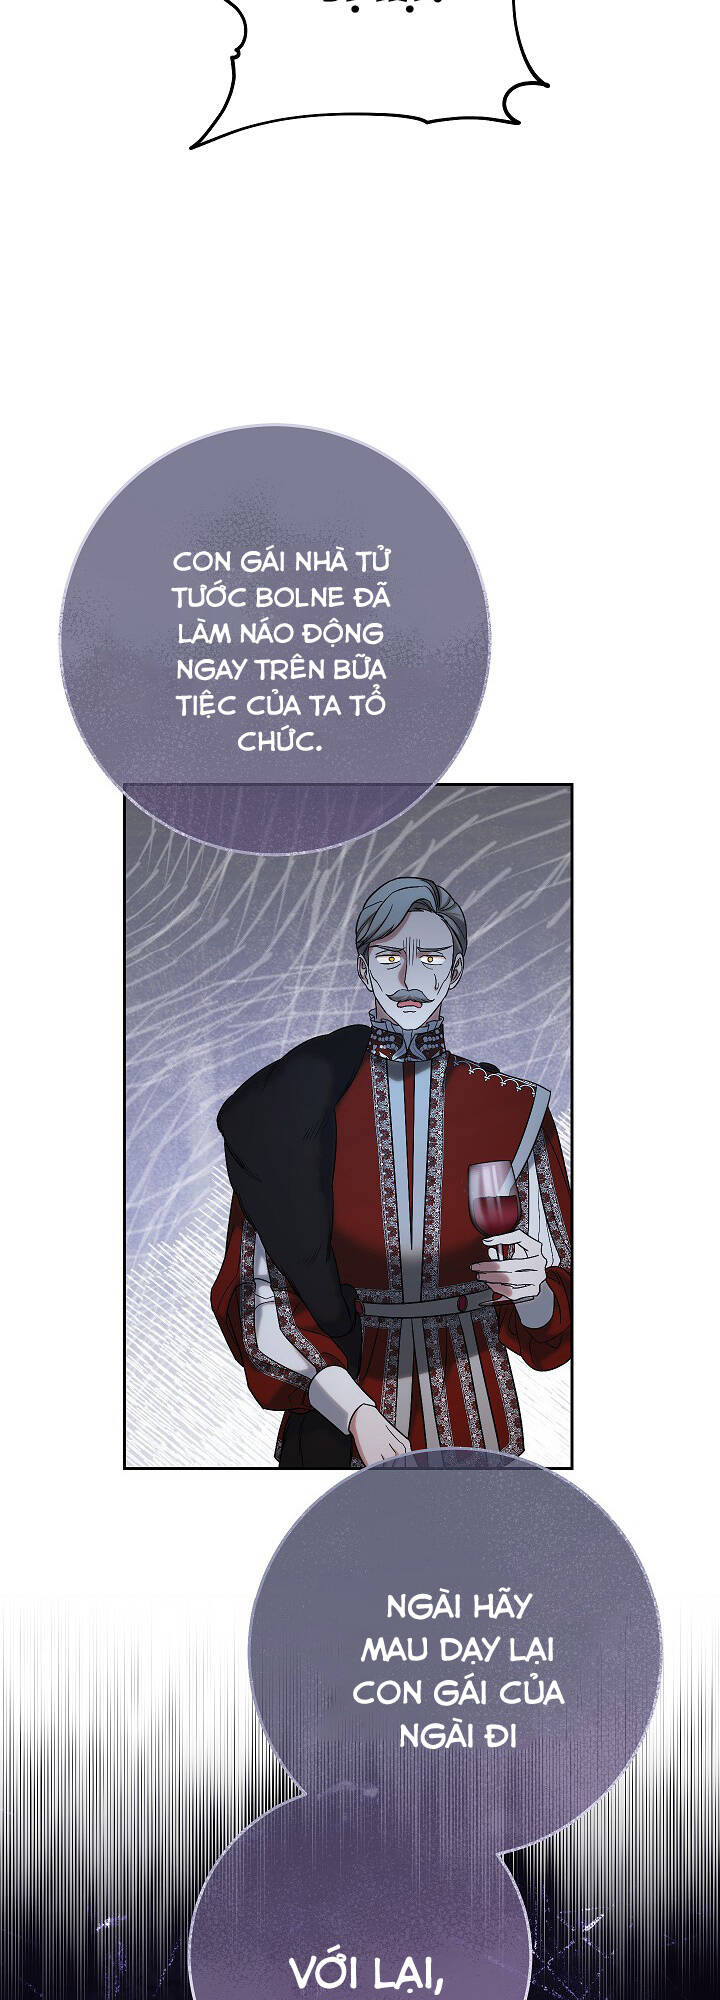 CON GÁI NHÀ TỬ
TƯỚC BOLNE ĐÃ
LÀM NÁO ĐỘNG
NGAY TRÊN BỮA
TIỆC CỦA TA TỔ
CHỨC.
NGÀI HÃY
MAU DẠY LẠI
CON GÁI CỦA
NGÀI ĐI
VỚI LẠI,